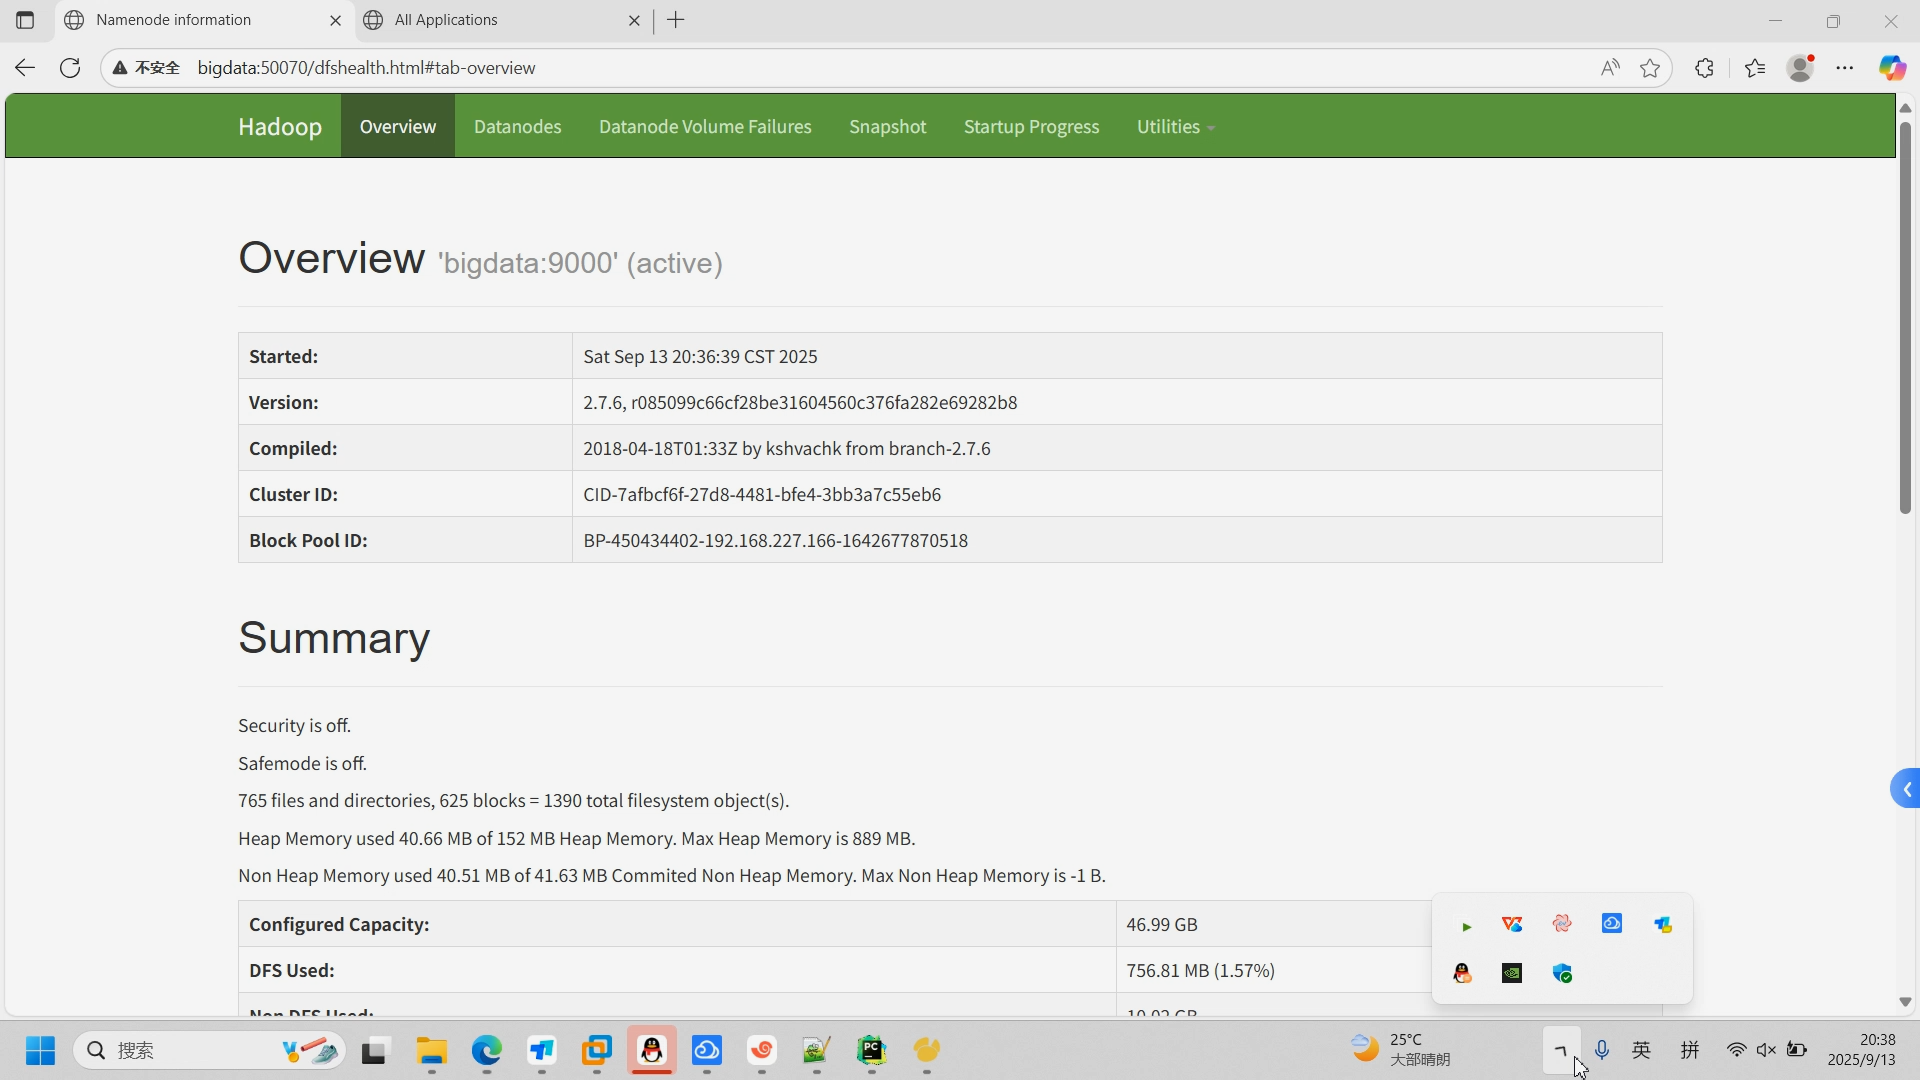 Namenode information
All Applications
不安全 bigdata:50070/dfshealth.html#tab-overview
Hadoop Overview Datanodes Datanode Volume Failures Snapshot Startup Progress Utilities
Overview 'bigdata:9000' (active)
Started: Sat Sep 13 20:36:39 CST 2025
Version: 2.7.6, r085099c66cf28be31604560c376fa282e69282b8
Compiled: 2018-04-18T01:33Z by kshvachk from branch-2.7.6
Cluster ID: CID-7afbcf6f-27d8-4481-bfe4-3bb3a7c55eb6
Block Pool ID: BP-450434402-192.168.227.166-1642677870518
Summary
Security is off.
Safemode is off.
765 files and directories, 625 blocks = 1390 total filesystem object(s).
Heap Memory used 40.66 MB of 152 MB Heap Memory. Max Heap Memory is 889 MB.
Non Heap Memory used 40.51 MB of 41.63 MB Commited Non Heap Memory. Max Non Heap Memory is -1 B.
Configured Capacity: 46.99 GB
DFS Used: 756.81 MB (1.57%)
Non DFS Used: 10.02 GB
搜索
25°C
大部晴朗
英
拼
20:38
2025/9/13